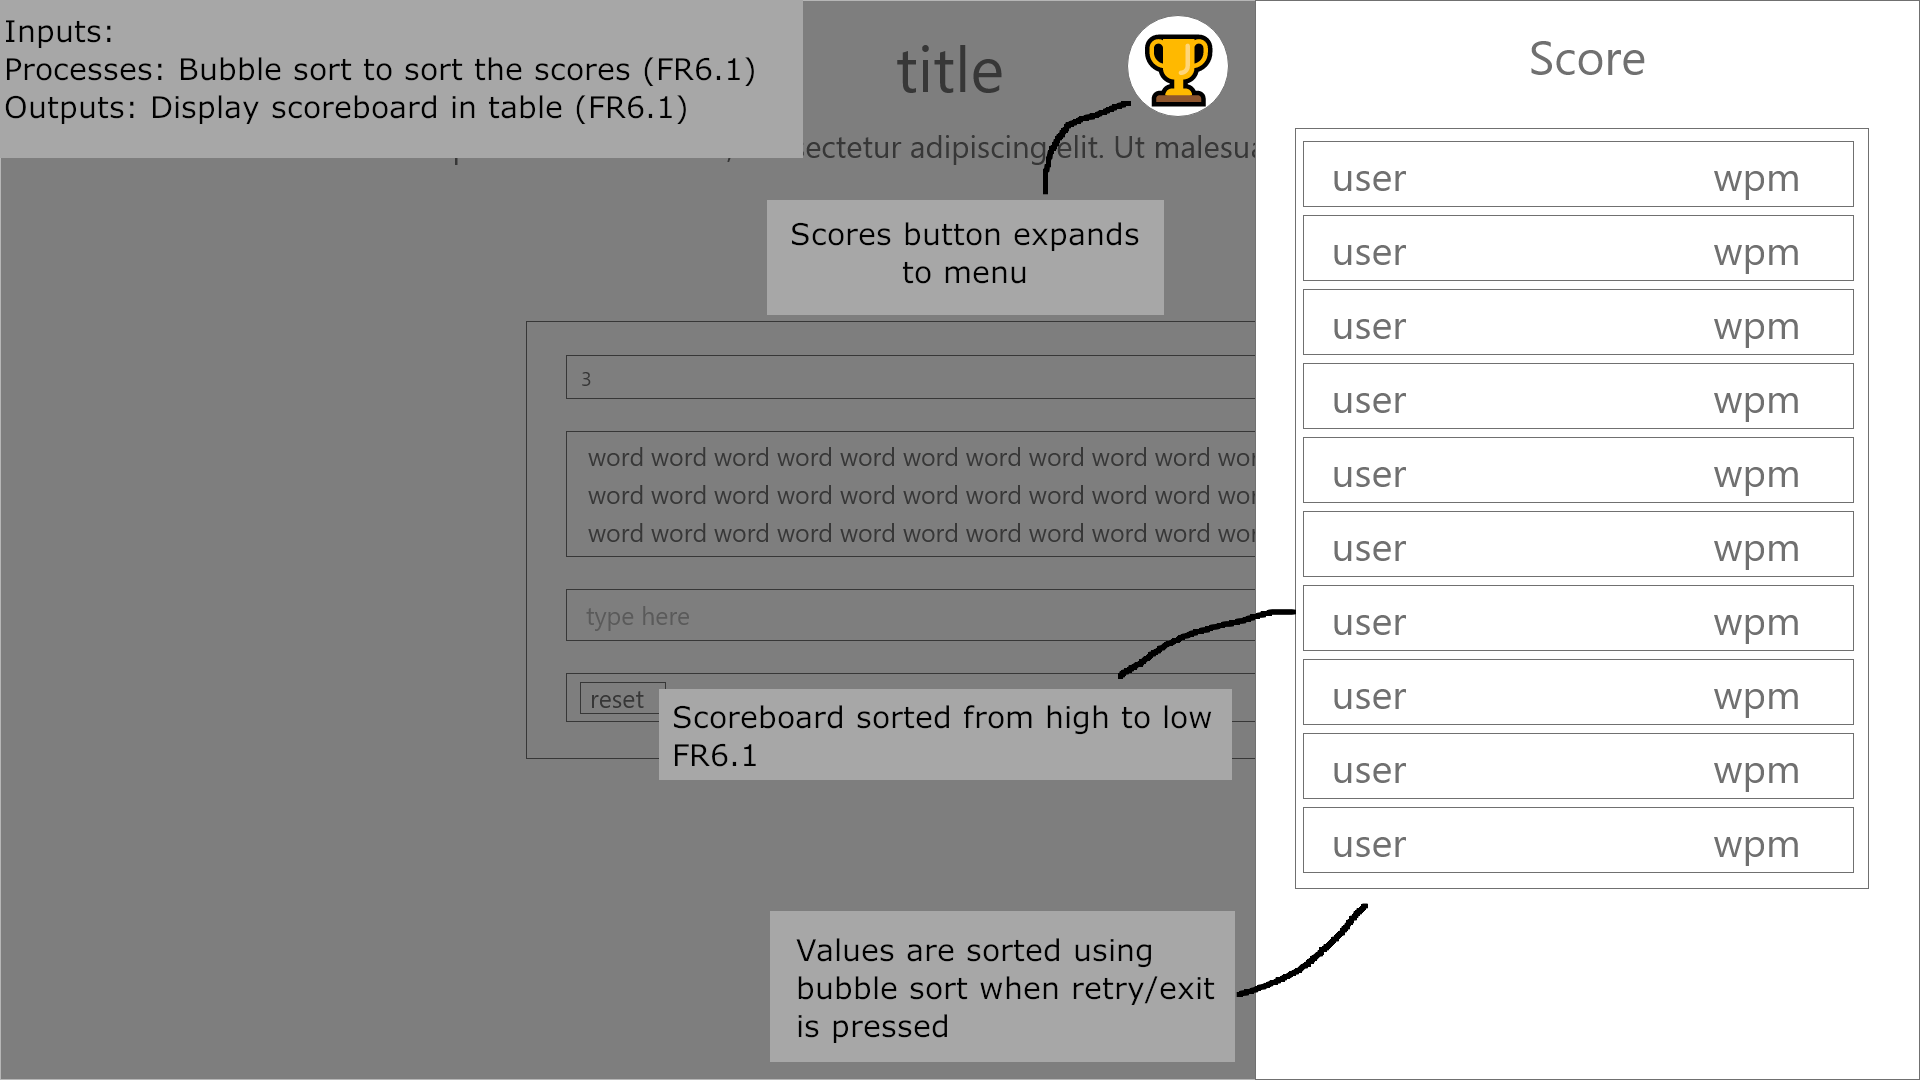 Inputs:
Processes: Bubble sort to sort the scores (FR6.1)
Outputs: Display scoreboard in table (FR6.1)
title
adipiscing elit. Ut
Scores button expands
to menu
3
word word word word word word word word word word
word word word word word word word word word word
word word word word word word word word word word
type here
reset
Scoreboard sorted from high to low
FR6.1
Values are sorted using
bubble sort when retry/exit
is pressed
Score
user wpm
user wpm
user wpm
user wpm
user wpm
user wpm
user wpm
user wpm
user wpm
user wpm